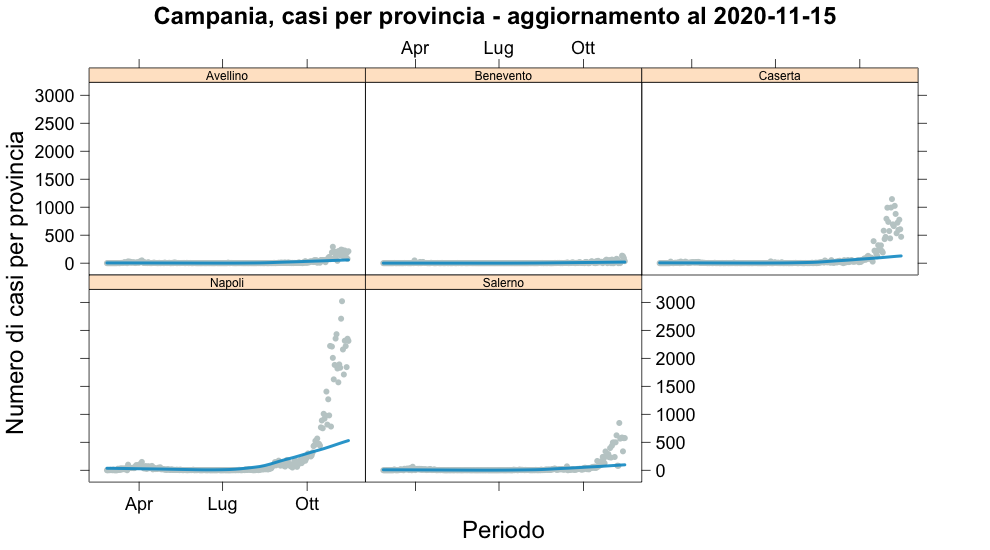 Campania, casi per provincia - aggiornamento al 2020-11-15
Apr Lug Ott
Avellino Benevento Caserta
3000
2500
2000
1500
1000
500
0
Numero di casi per provincia
Napoli Salerno
3000
2500
2000
1500
1000
500
0
Apr Lug Ott
Periodo